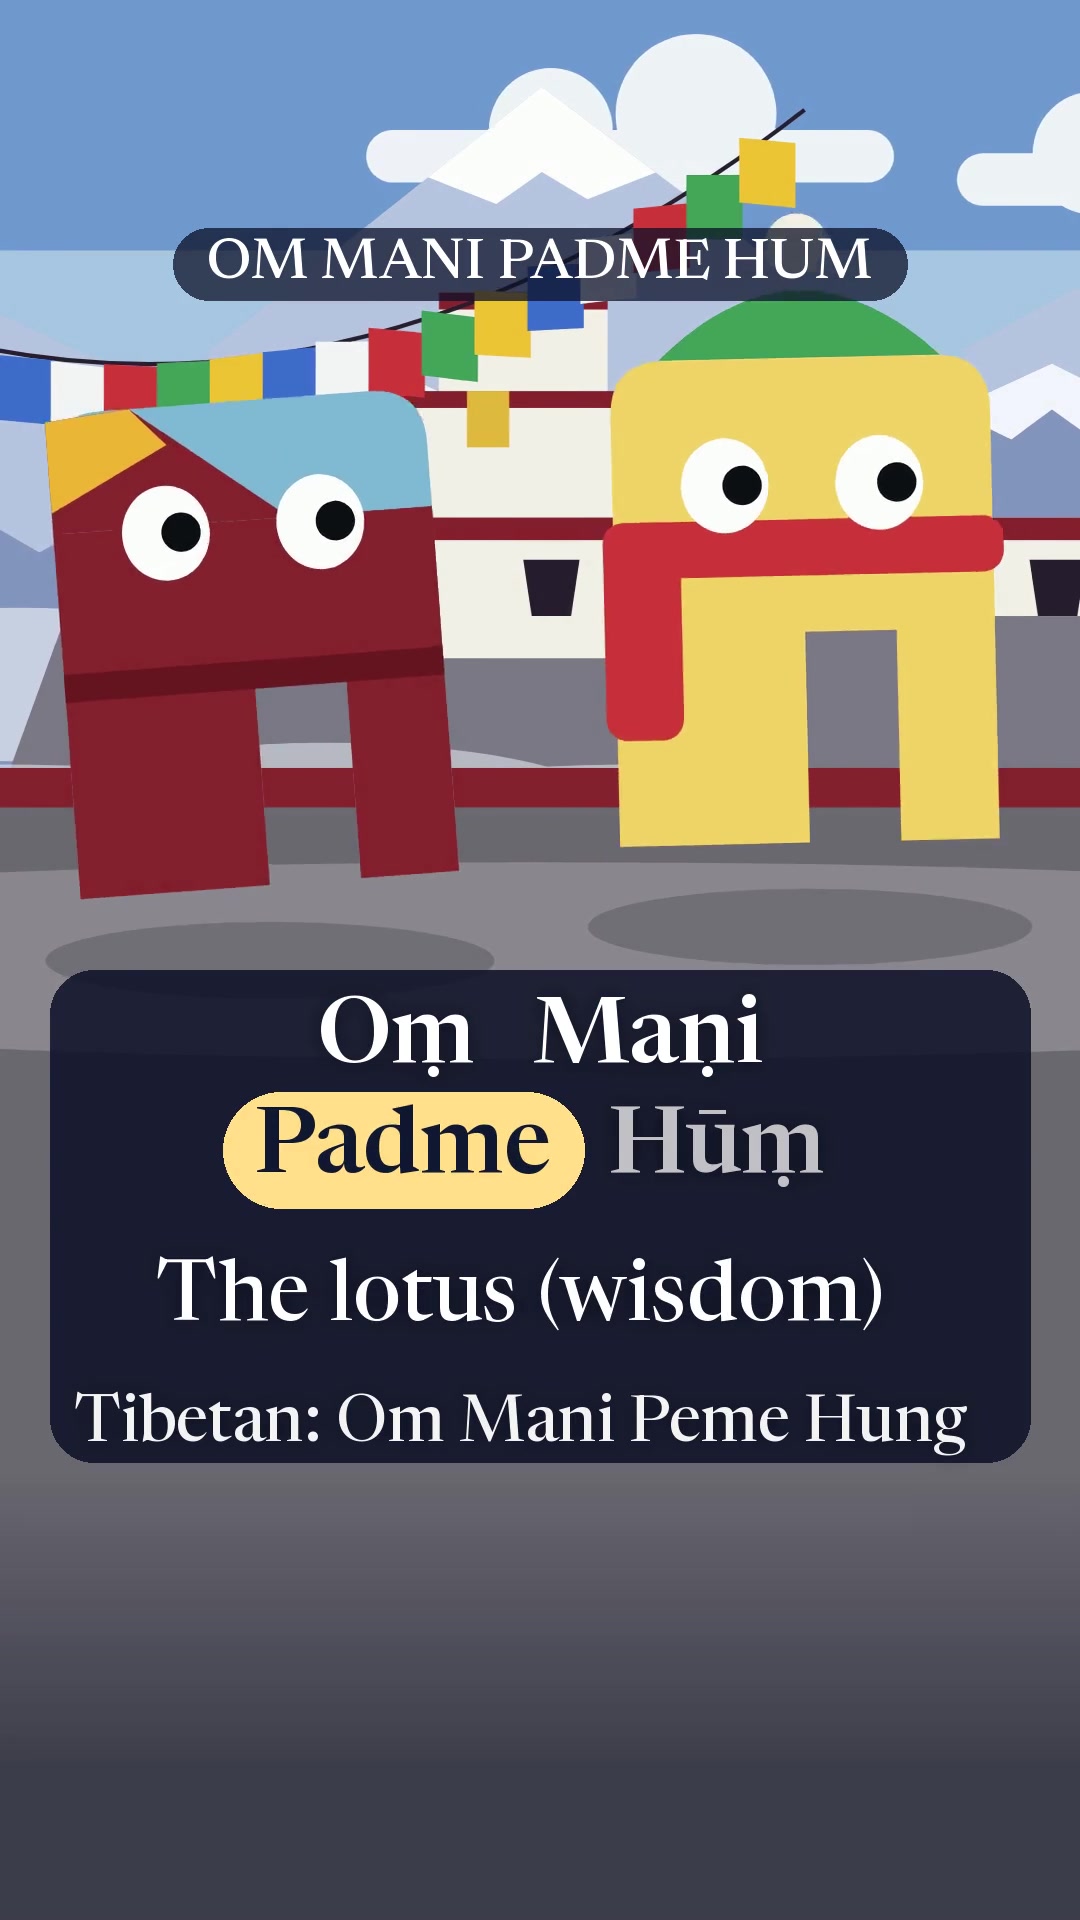 OM MANI PADME HUM
Oṃ Maṇi
Padme Hūṃ
The lotus (wisdom)
Tibetan: Om Mani Peme Hung